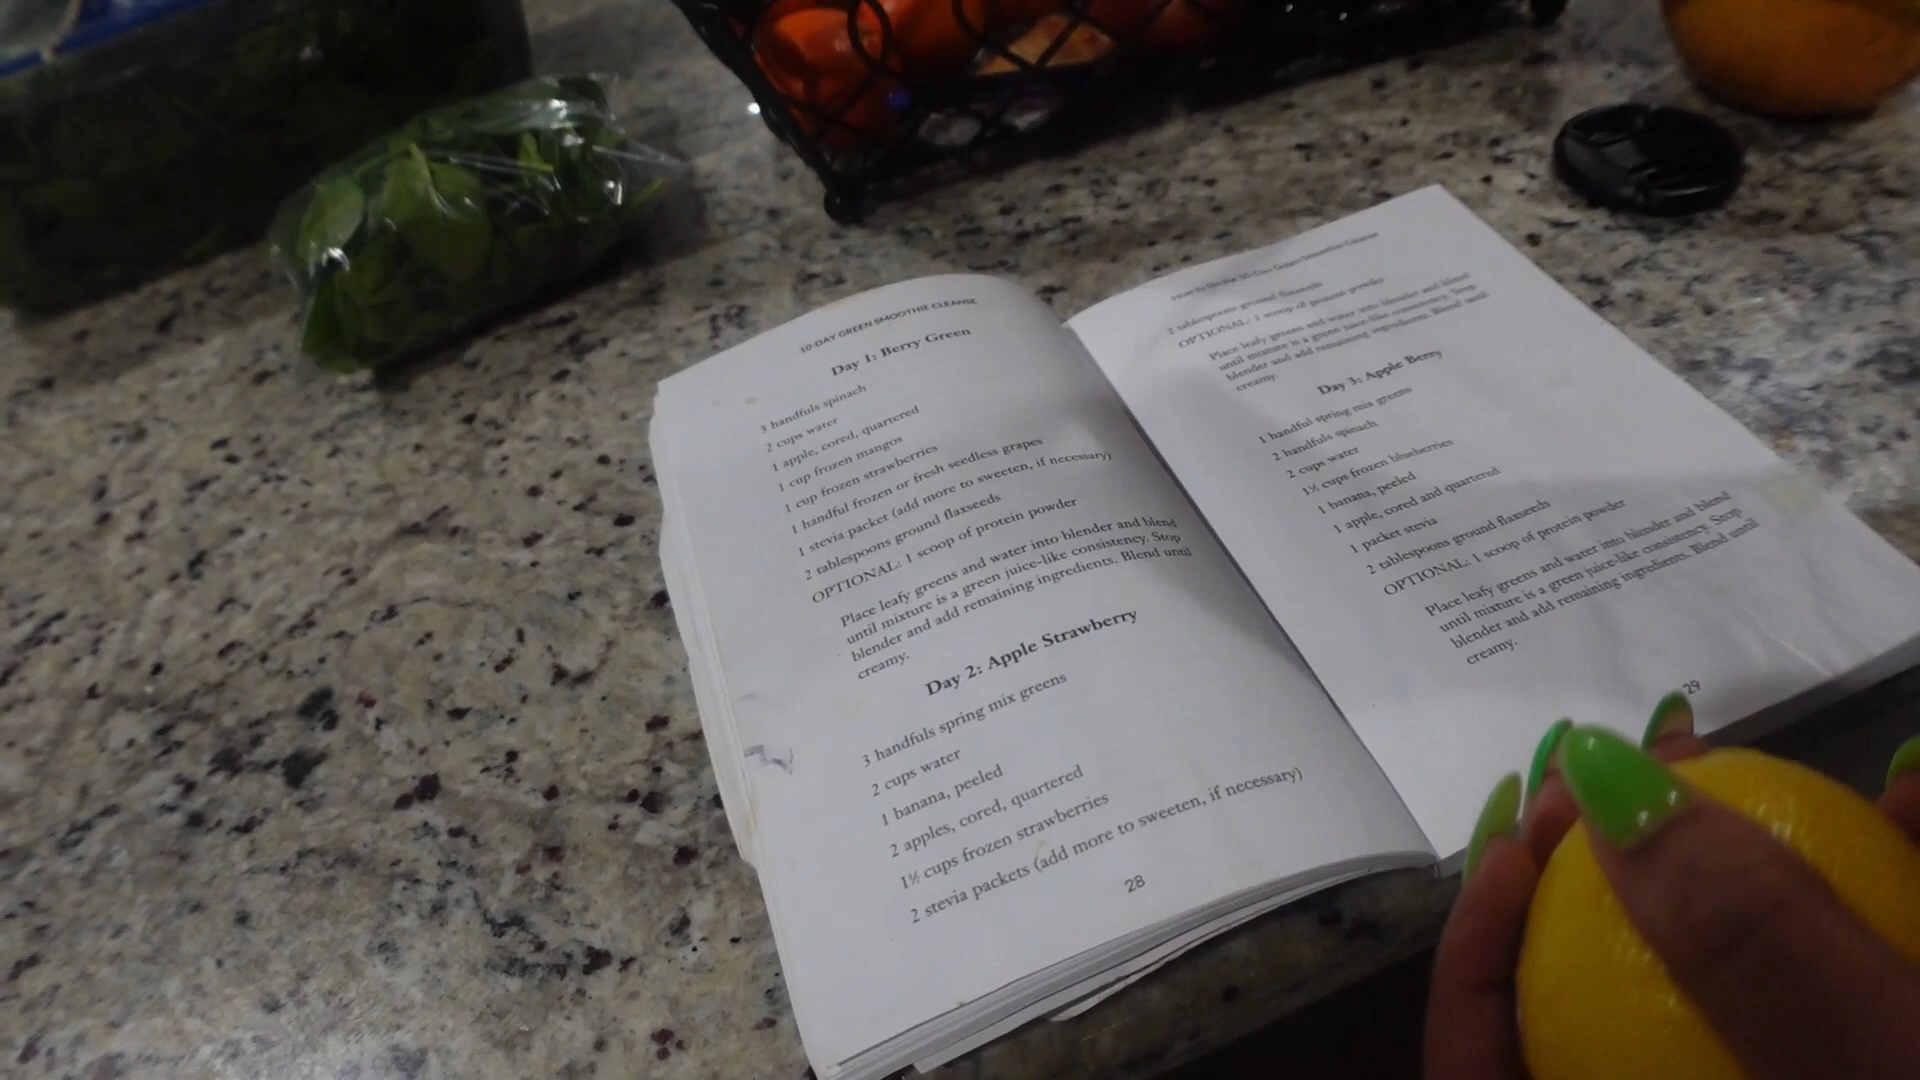 10-DAY GREEN SMOOTHIE CLEANSE
Day 1: Berry Green
3 handfuls spinach
2 cups water
1 apple, cored, quartered
1 cup frozen mangos
1 cup frozen strawberries
1 handful frozen or fresh seedless grapes
1 stevia packet (add more to sweeten, if necessary)
2 tablespoons ground flaxseeds
OPTIONAL: 1 scoop of protein powder
Place leafy greens and water into blender and blend
until mixture is a green juice-like consistency. Stop
blender and add remaining ingredients. Blend until
creamy.
Day 2: Apple Strawberry
3 handfuls spring mix greens
2 cups water
1 banana, peeled
2 apples, cored, quartered
1½ cups frozen strawberries
2 stevia packets (add more to sweeten, if necessary)
28
How to Do the 10-Day Green Smoothie Cleanse
2 tablespoons ground flaxseeds
OPTIONAL: 1 scoop of protein powder
Place leafy greens and water into blender and blend
until mixture is a green juice-like consistency. Stop
blender and add remaining ingredients. Blend until
creamy.
Day 3: Apple Berry
1 handful spring mix greens
2 handfuls spinach
2 cups water
1½ cups frozen blueberries
1 banana, peeled
1 apple, cored and quartered
1 packet stevia
2 tablespoons ground flaxseeds
OPTIONAL: 1 scoop of protein powder
Place leafy greens and water into blender and blend
until mixture is a green juice-like consistency. Stop
blender and add remaining ingredients. Blend until
creamy.
29